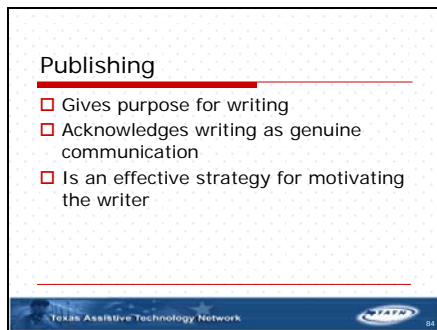 Publishing
Gives purpose for writing
Acknowledges writing as genuine
communication
Is an effective strategy for motivating
the writer
Texas Assistive Technology Network
TATN
84